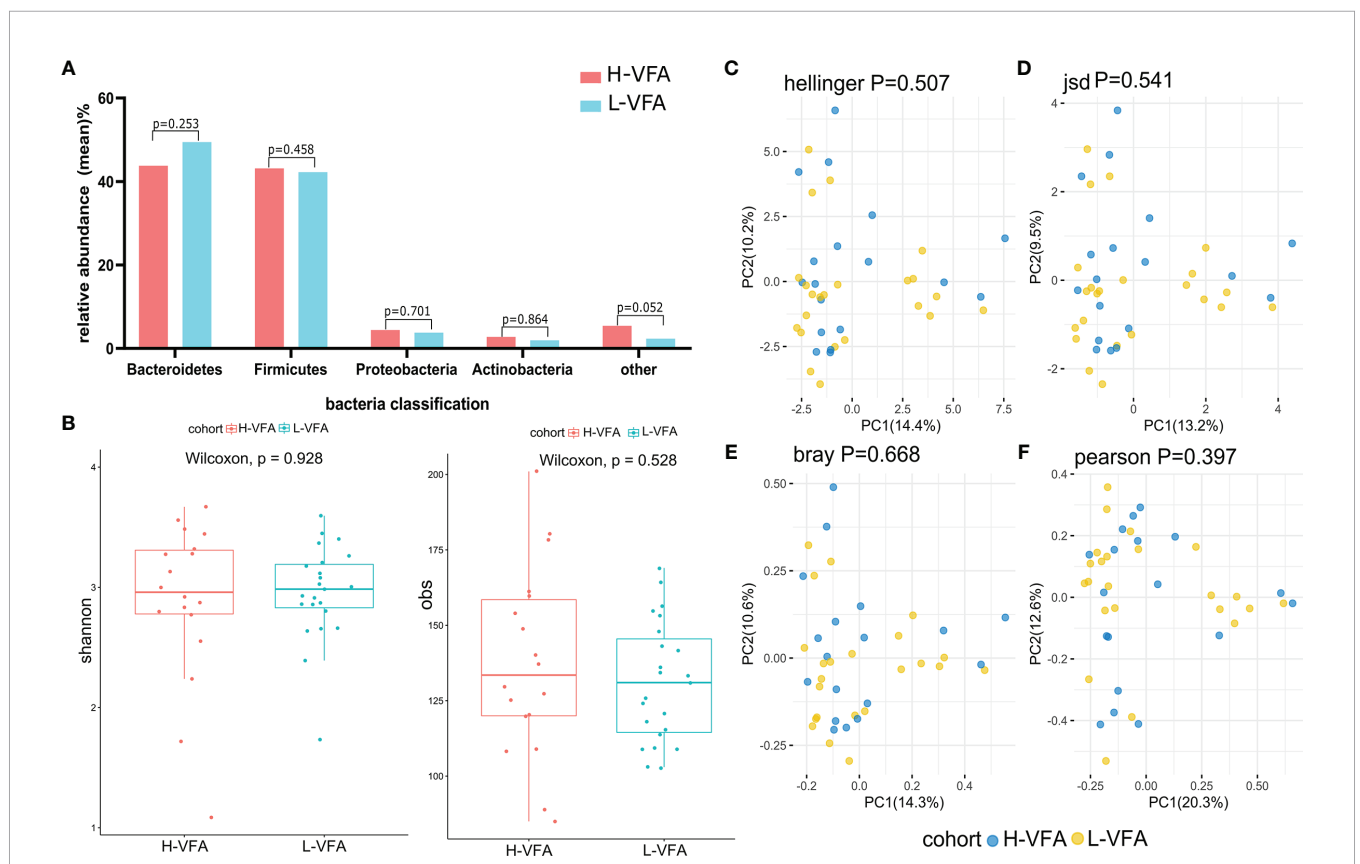 A
H-VFA
L-VFA
relative abundance (mean)%
60
40
20
0
p=0.253
p=0.458
p=0.701
p=0.864
p=0.052
Bacteroidetes Firmicutes Proteobacteria Actinobacteria other
bacteria classification
B
cohort H-VFA L-VFA
Wilcoxon, p = 0.928
shannon
4
3
2
1
H-VFA L-VFA
cohort H-VFA L-VFA
Wilcoxon, p = 0.528
obs
200
175
150
125
100
H-VFA L-VFA
C
hellinger P=0.507
PC2(10.2%)
5.0
2.5
0.0
-2.5
-2.5 0.0 2.5 5.0 7.5
PC1(14.4%)
D
jsd P=0.541
PC2(9.5%)
4
2
0
-2
0 2 4
PC1(13.2%)
E
bray P=0.668
PC2(10.6%)
0.50
0.25
0.00
-0.25
-0.2 0.0 0.2 0.4
PC1(14.3%)
F
pearson P=0.397
PC2(12.6%)
0.4
0.2
0.0
-0.2
-0.4
-0.25 0.00 0.25 0.50
PC1(20.3%)
cohort H-VFA L-VFA